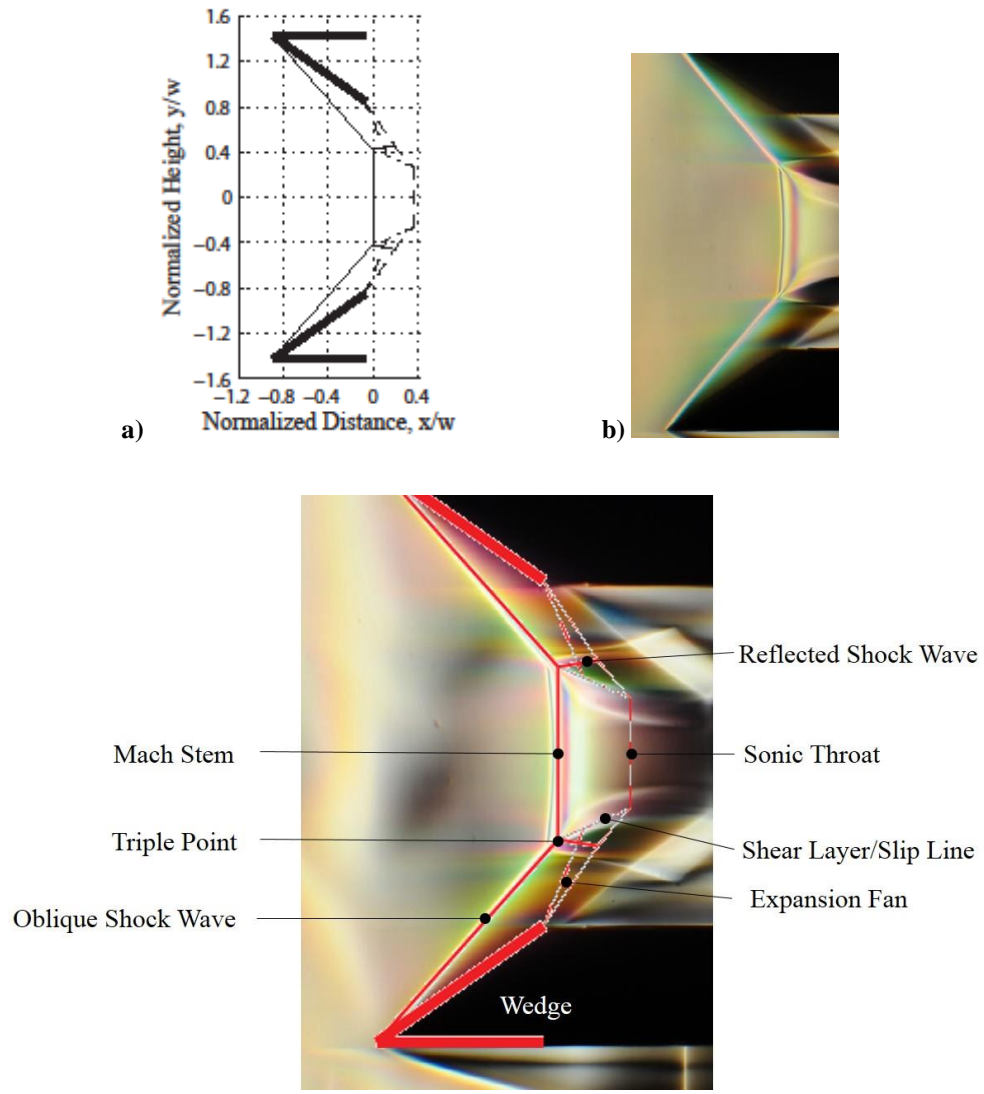 1.6
1.2
0.8
0.4
0
−0.4
−0.8
−1.2
−1.6
Normalized Height, y/w
−1.2 −0.8 −0.4 0 0.4
Normalized Distance, x/w
a)
b)
Reflected Shock Wave
Mach Stem
Sonic Throat
Triple Point
Shear Layer/Slip Line
Expansion Fan
Oblique Shock Wave
Wedge